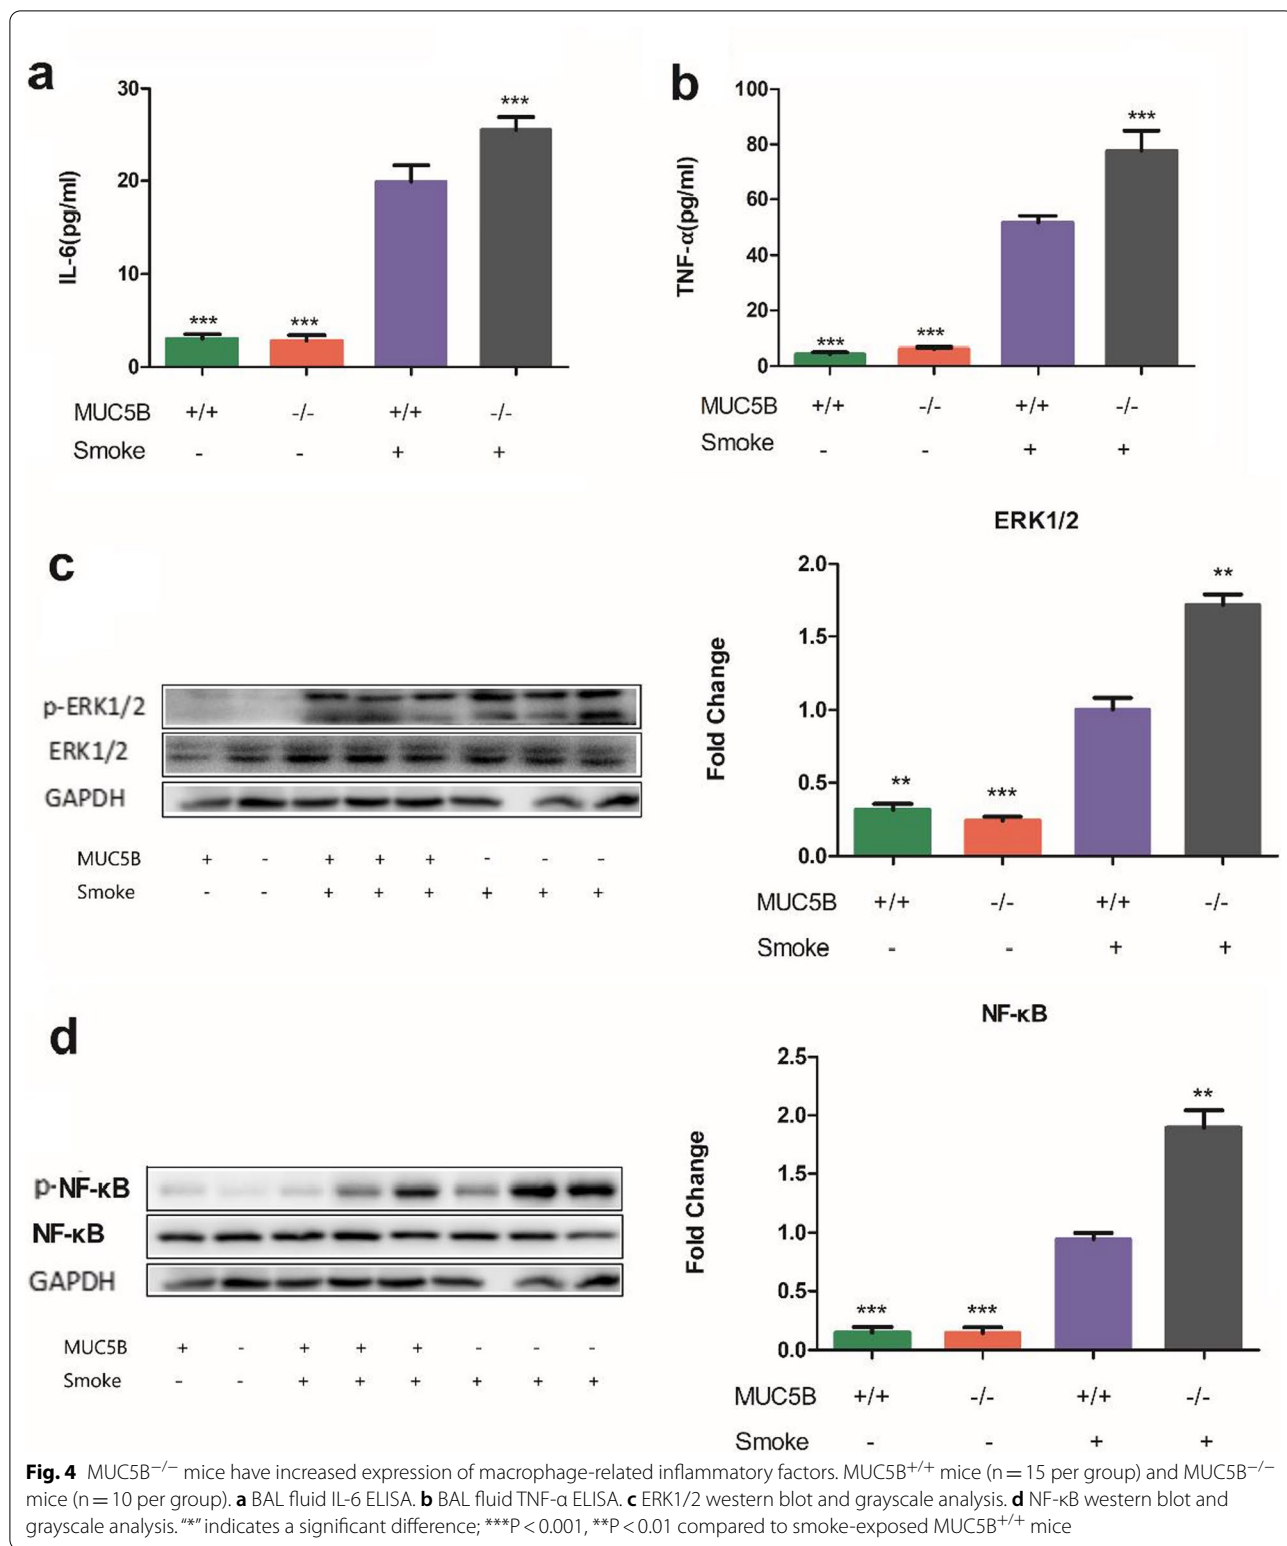 a
30
20
10
0
IL-6(pg/ml)
*** *** ***
MUC5B +/+ -/- +/+ -/-
Smoke - - + +
b
100
80
60
40
20
0
TNF-α(pg/ml)
*** *** ***
MUC5B +/+ -/- +/+ -/-
Smoke - - + +
c
p-ERK1/2
ERK1/2
GAPDH
MUC5B + - + + + - - -
Smoke - - + + + + + +
ERK1/2
2.0
1.5
1.0
0.5
0.0
Fold Change
** *** **
MUC5B +/+ -/- +/+ -/-
Smoke - - + +
d
p-NF-κB
NF-κB
GAPDH
MUC5B + - + + + - - -
Smoke - - + + + + + +
NF-κB
2.5
2.0
1.5
1.0
0.5
0.0
Fold Change
*** *** **
MUC5B +/+ -/- +/+ -/-
Smoke - - + +
Fig. 4 MUC5B−/− mice have increased expression of macrophage-related inflammatory factors. MUC5B+/+ mice (n = 15 per group) and MUC5B−/−
mice (n = 10 per group). a BAL fluid IL-6 ELISA. b BAL fluid TNF-α ELISA. c ERK1/2 western blot and grayscale analysis. d NF-κB western blot and
grayscale analysis. “*” indicates a significant difference; ***P < 0.001, **P < 0.01 compared to smoke-exposed MUC5B+/+ mice